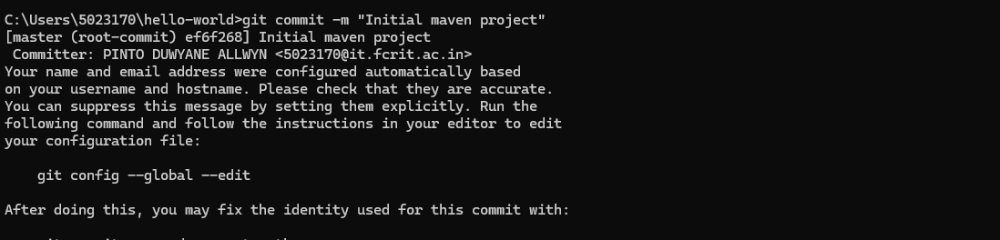 C:\Users\5023170\hello-world>git commit -m "Initial maven project"
[master (root-commit) ef6f268] Initial maven project
Committer: PINTO DUWYANE ALLWYN <5023170@it.fcrit.ac.in>
Your name and email address were configured automatically based
on your username and hostname. Please check that they are accurate.
You can suppress this message by setting them explicitly. Run the
following command and follow the instructions in your editor to edit
your configuration file:
git config --global --edit
After doing this, you may fix the identity used for this commit with: